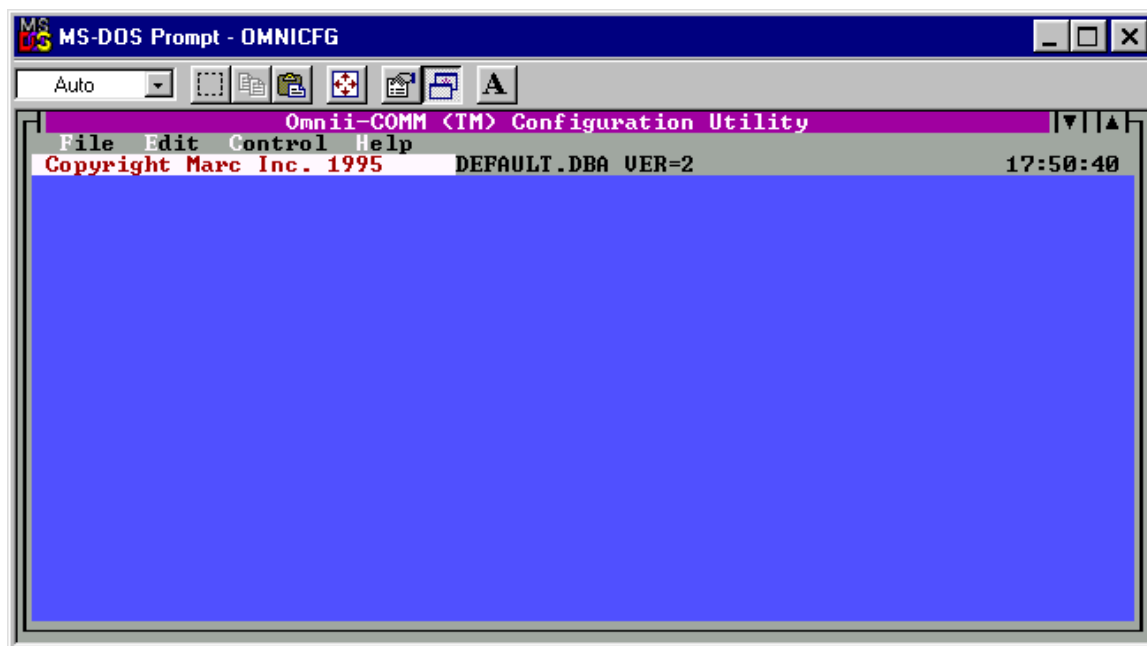 MS-DOS Prompt - OMNICFG
Auto
A
Omnii-COMM (TM) Configuration Utility
File Edit Control Help
Copyright Marc Inc. 1995 DEFAULT.DBA VER=2 17:50:40